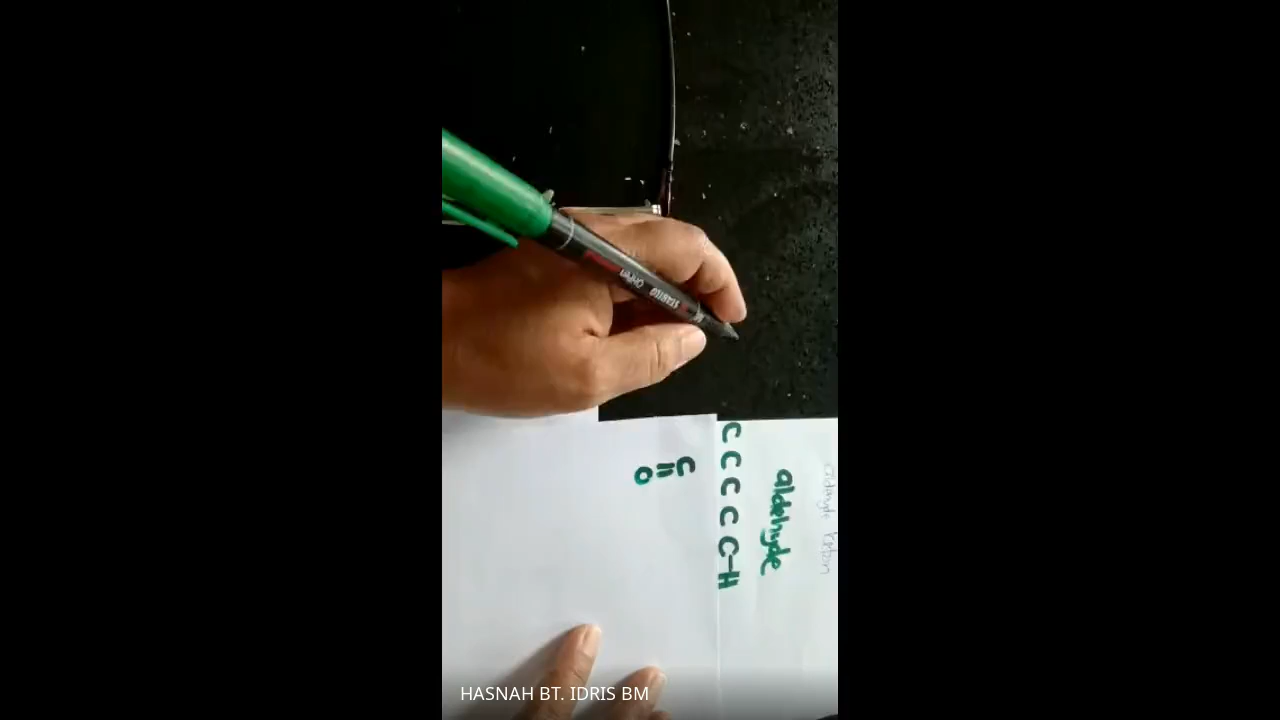 aldehyde
C C C C C-H
C
||
O
STABILO OHPen
HASNAH BT. IDRIS BM